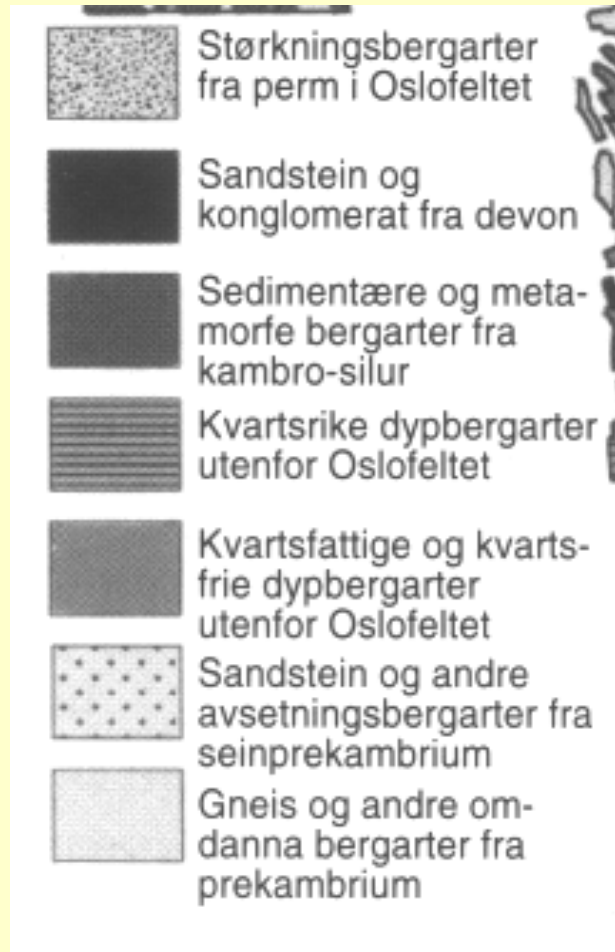 Størkningsbergarter
fra perm i Oslofeltet
Sandstein og
konglomerat fra devon
Sedimentære og meta-
morfe bergarter fra
kambro-silur
Kvartsrike dypbergarter
utenfor Oslofeltet
Kvartsfattige og kvarts-
frie dypbergarter
utenfor Oslofeltet
Sandstein og andre
avsetningsbergarter fra
seinprekambrium
Gneis og andre om-
danna bergarter fra
prekambrium